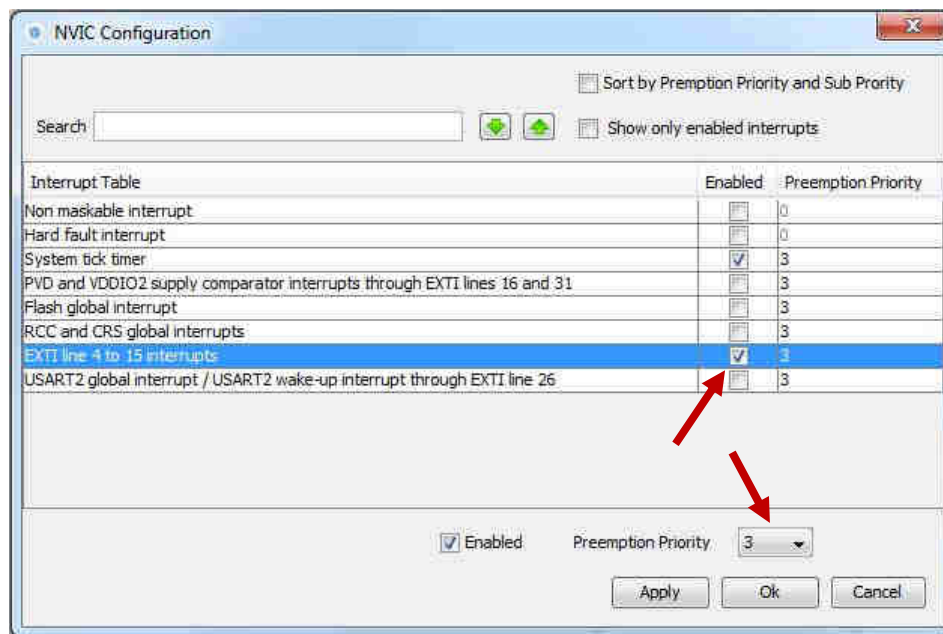 NVIC Configuration
Sort by Premption Priority and Sub Prority
Search
Show only enabled interrupts
Interrupt Table Enabled Preemption Priority
Non maskable interrupt 0
Hard fault interrupt 0
System tick timer 3
PVD and VDDIO2 supply comparator interrupts through EXTI lines 16 and 31 3
Flash global interrupt 3
RCC and CRS global interrupts 3
EXTI line 4 to 15 interrupts 3
USART2 global interrupt / USART2 wake-up interrupt through EXTI line 26 3
Enabled Preemption Priority 3
Apply Ok Cancel